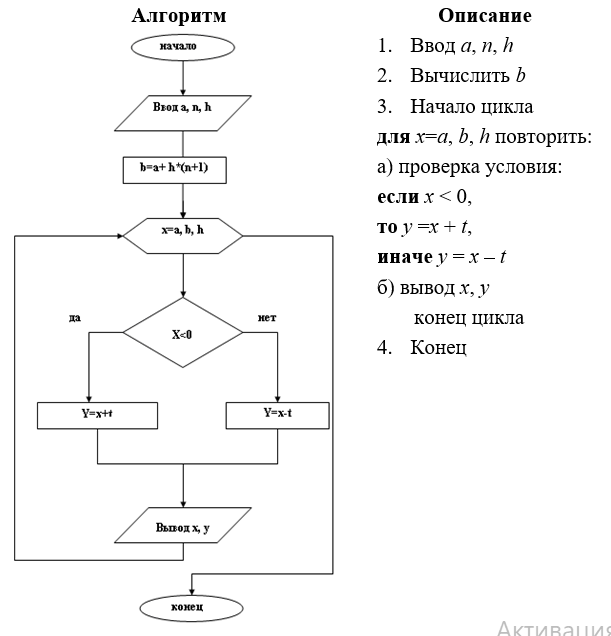 Алгоритм
начало
Ввод a, n, h
b=a+ h*(n+1)
x=a, b, h
да
нет
X<0
Y=x+t
Y=x-t
Вывод x, y
конец
Описание
1. Ввод a, n, h
2. Вычислить b
3. Начало цикла
для x=a, b, h повторить:
а) проверка условия:
если x < 0,
то y =x + t,
иначе y = x – t
б) вывод x, y
конец цикла
4. Конец
Активация